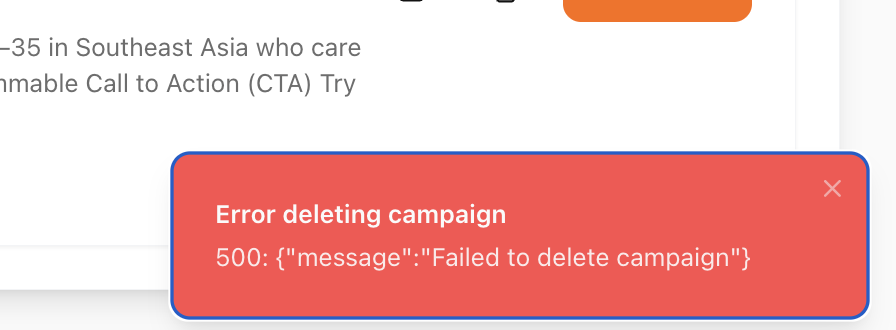 –35 in Southeast Asia who care
mable Call to Action (CTA) Try
Error deleting campaign
500: {"message":"Failed to delete campaign"}